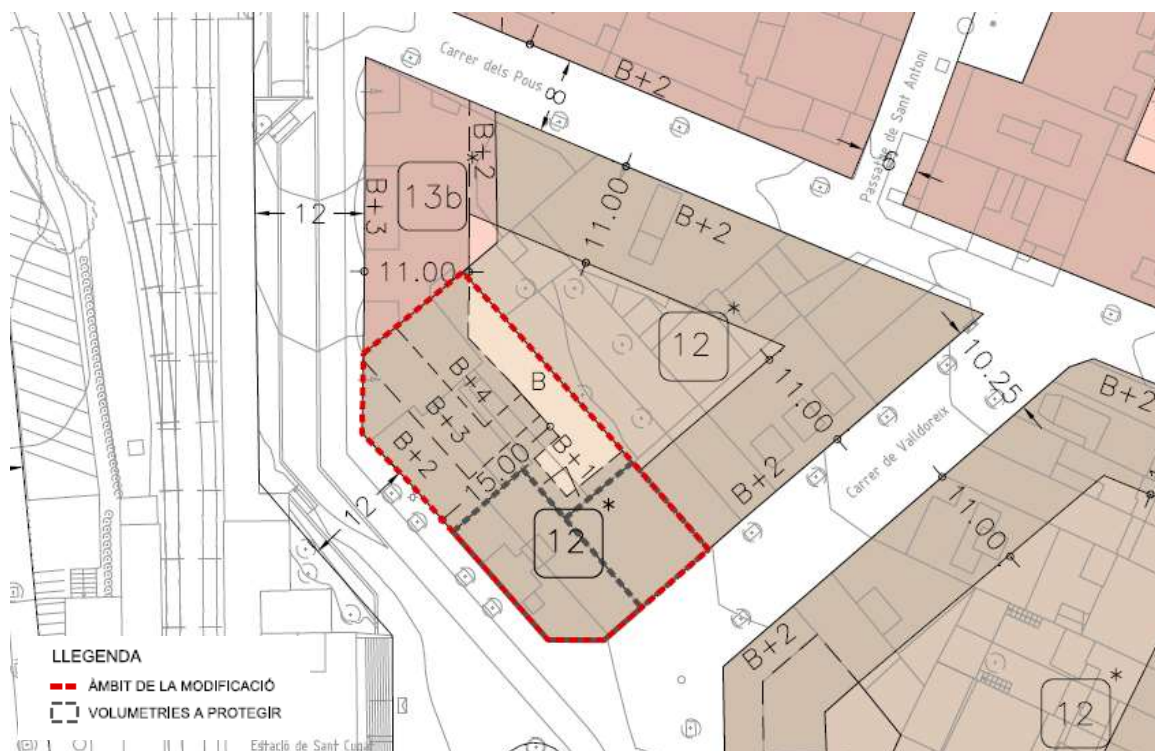 Carrer dels Pous
B+2
8
Passatge de Sant Antoni
6
B+2
*
13b
B+3
12
11.00
11.00
B+2
*
12
10.25
B+2
B
B+4
B+3
B+2
B+1
15.00
11.00
B+2
Carrer de Valldoreix
12
*
12
11.00
B+2
*
12
LLEGENDA
ÀMBIT DE LA MODIFICACIÓ
VOLUMETRÍES A PROTEGIR
Estació de Sant Cugat